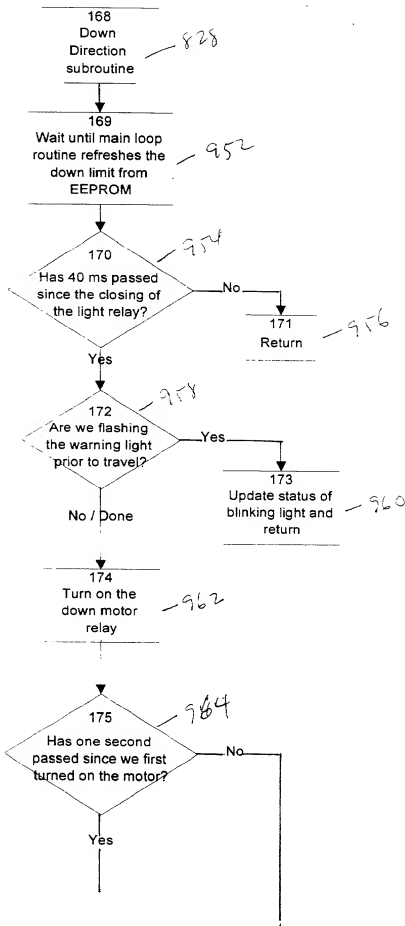 168
Down
Direction
subroutine
828
169
Wait until main loop
routine refreshes the
down limit from
EEPROM
952
170
Has 40 ms passed
since the closing of
the light relay?
954
No
171
Return
956
Yes
172
Are we flashing
the warning light
prior to travel?
958
Yes
173
Update status of
blinking light and
return
960
No / Done
174
Turn on the
down motor
relay
962
175
Has one second
passed since we first
turned on the motor?
964
No
Yes